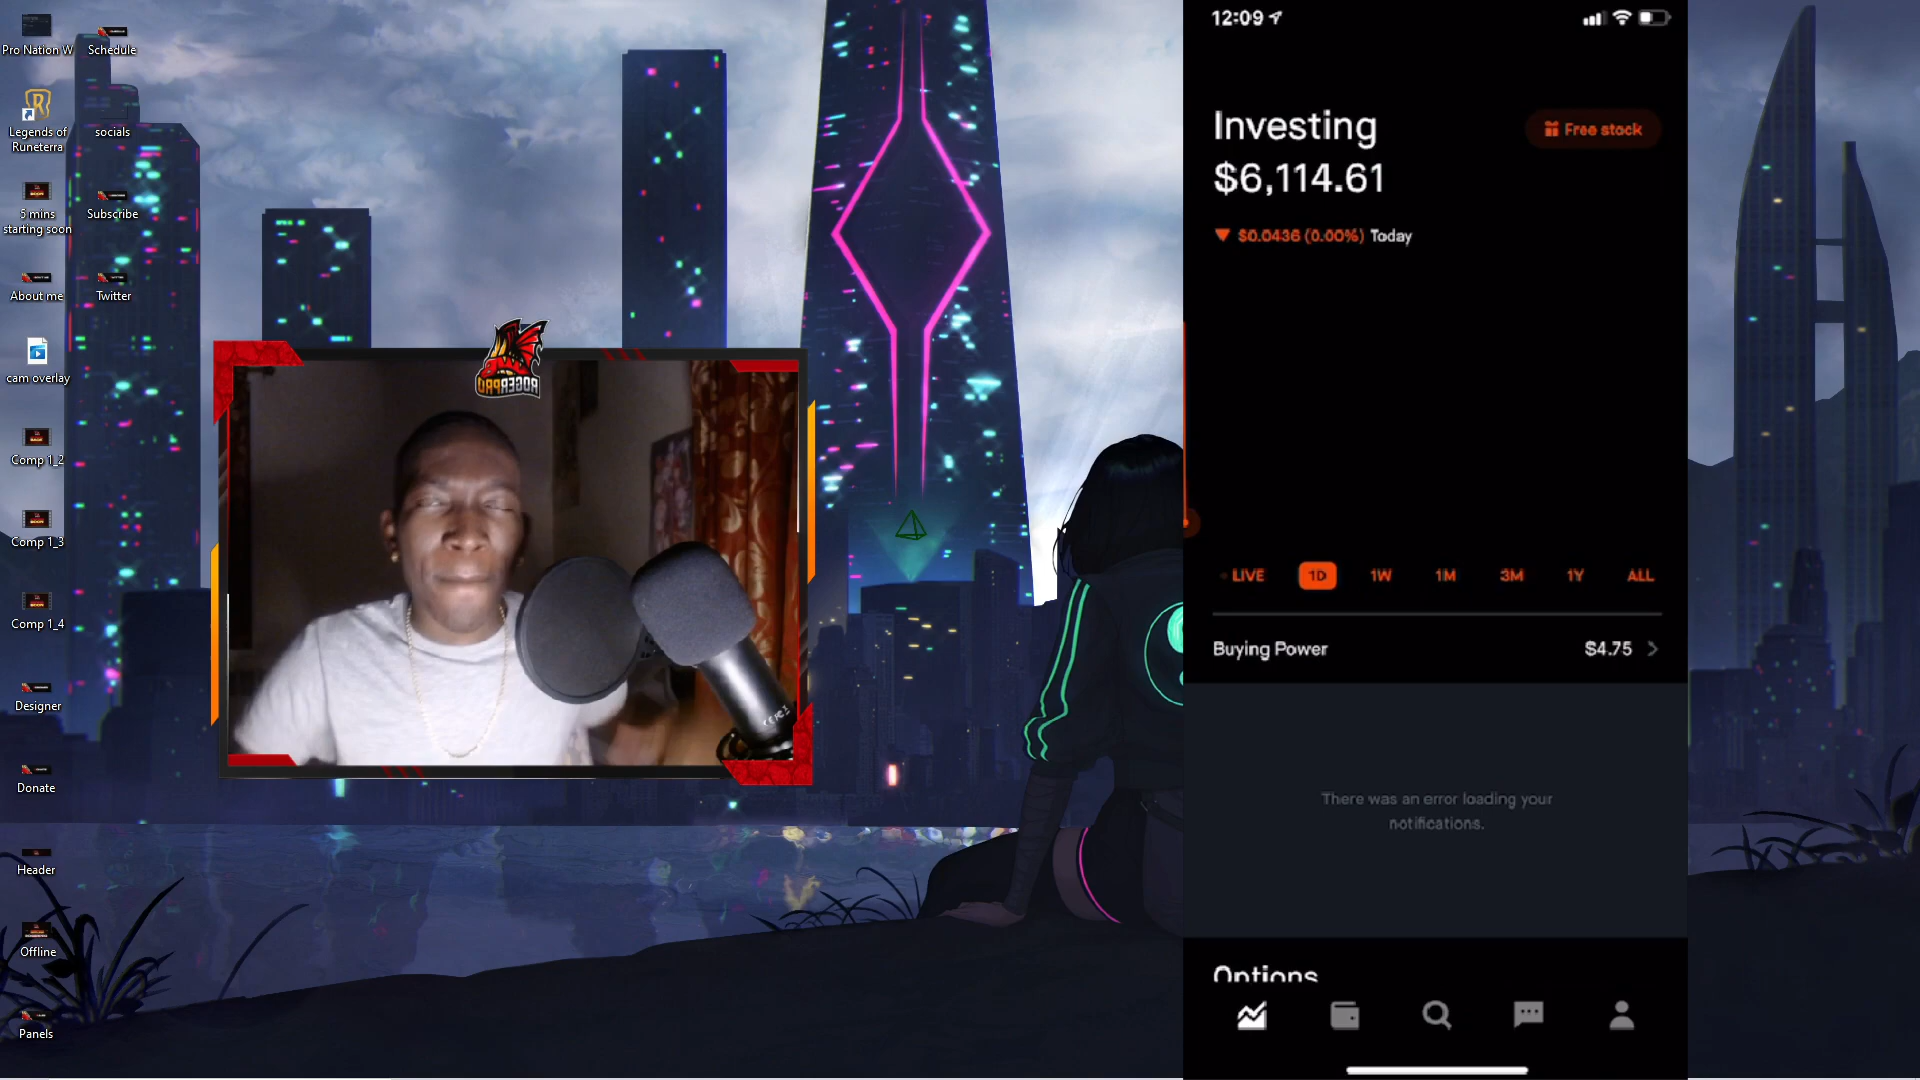 Pro Nation W
Schedule
Legends of
Runeterra
socials
5 mins
starting soon
Subscribe
About me
Twitter
cam overlay
Comp 1_2
Comp 1_3
Comp 1_4
Designer
Donate
Header
Offline
Panels
ROGERPRO
12:09
Investing
$6,114.61
Free stock
$0.0436 (0.00%) Today
LIVE 1D 1W 1M 3M 1Y ALL
Buying Power $4.75
There was an error loading your
notifications.
Options